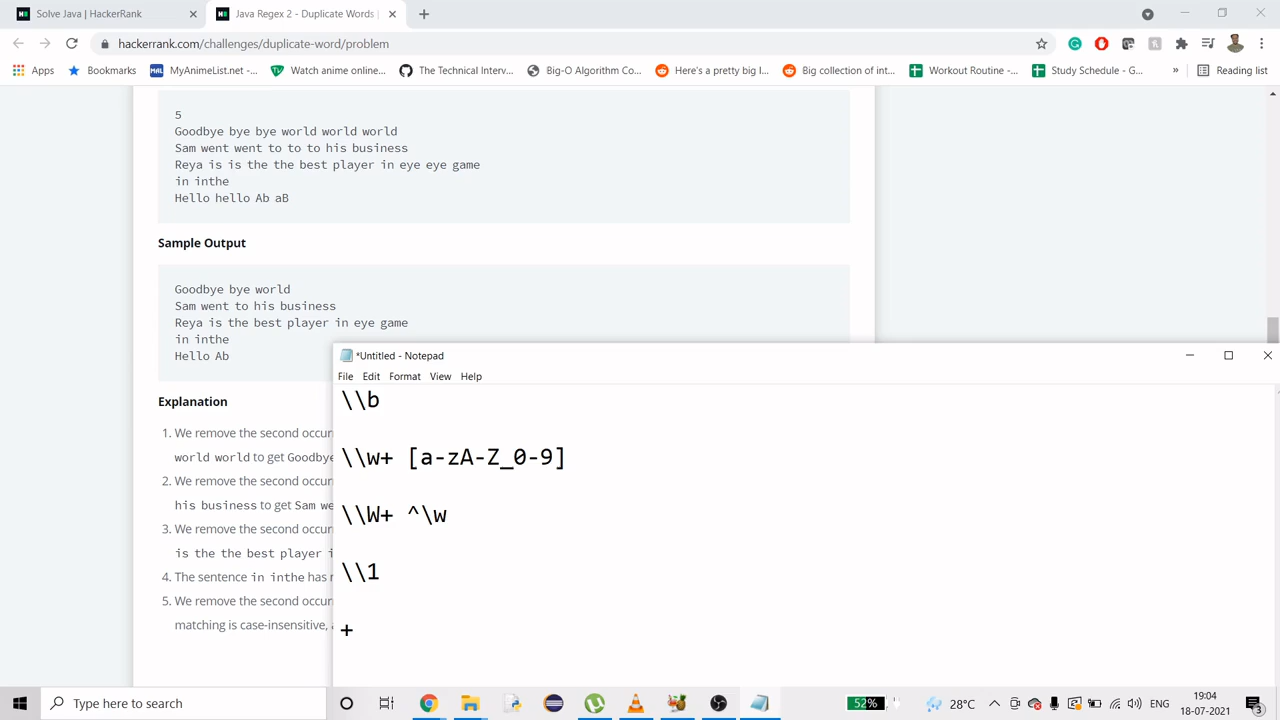 Solve Java | HackerRank
Java Regex 2 - Duplicate Words |
hackerrank.com/challenges/duplicate-word/problem
Apps
Bookmarks
MAL
MyAnimeList.net -...
Watch anime online...
The Technical Interv...
Big-O Algorithm Co...
Here's a pretty big l...
Big collection of int...
Workout Routine -...
Study Schedule - G...
»
Reading list
5
Goodbye bye bye world world world
Sam went went to to to his business
Reya is is the the best player in eye eye game
in inthe
Hello hello Ab aB
Sample Output
Goodbye bye world
Sam went to his business
Reya is the best player in eye game
in inthe
Hello Ab
Explanation
1. We remove the second occur
world world to get Goodbye
2. We remove the second occur
his business to get Sam we
3. We remove the second occur
is the the best player i
4. The sentence in inthe has
5. We remove the second occur
matching is case-insensitive,
*Untitled - Notepad
File Edit Format View Help
\\b
\\w+ [a-zA-Z_0-9]
\\W+ ^\w
\\1
+
Type here to search
52%
28°C
ENG
19:04
18-07-2021
3